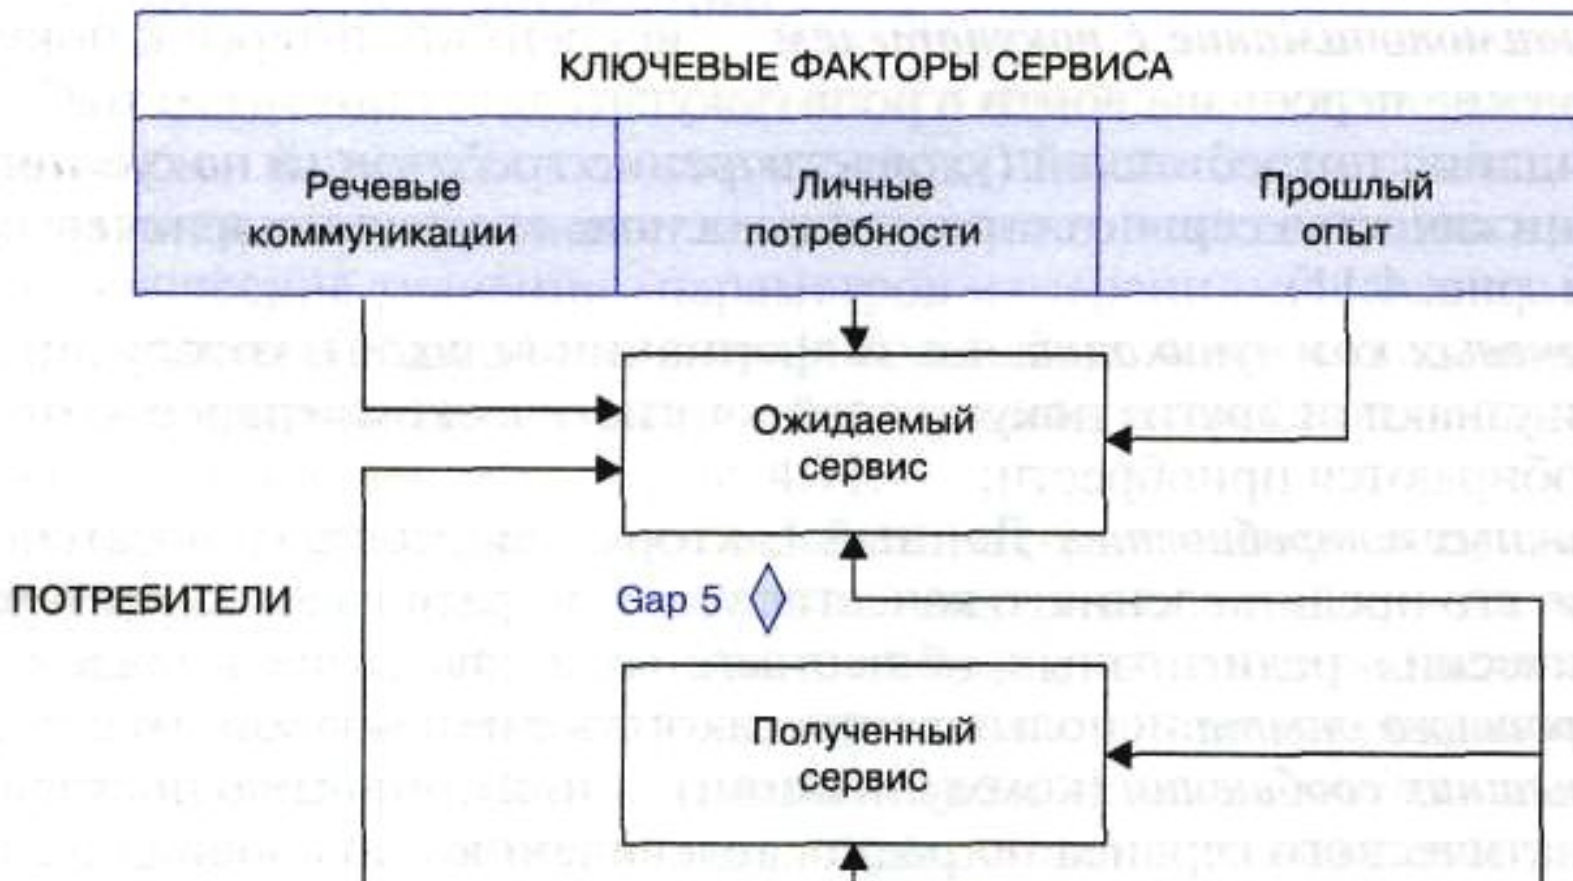 КЛЮЧЕВЫЕ ФАКТОРЫ СЕРВИСА
Речевые
коммуникации
Личные
потребности
Прошлый
опыт
Ожидаемый
сервис
ПОТРЕБИТЕЛИ
Gap 5
Полученный
сервис